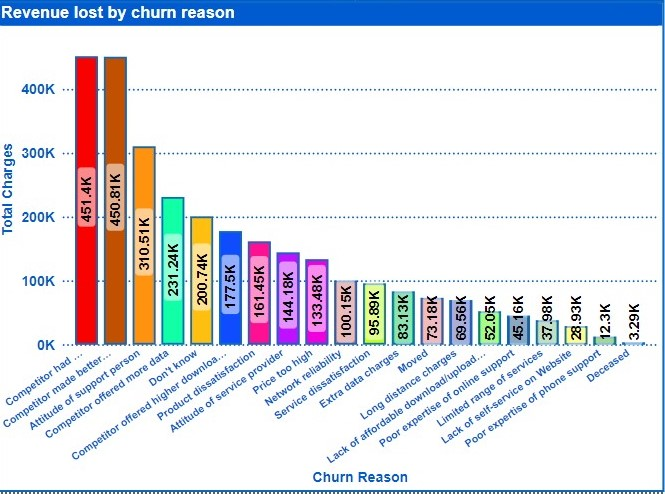 Revenue lost by churn reason
Total Charges
400K
300K
200K
100K
0K
451.4K
450.81K
310.51K
231.24K
200.74K
177.5K
161.45K
144.18K
133.48K
100.15K
95.89K
83.13K
73.18K
69.56K
52.05K
45.16K
37.98K
28.93K
12.3K
3.29K
Competitor had ...
Competitor made better...
Attitude of support person
Competitor offered more data
Don't know
Competitor offered higher downloa...
Product dissatisfaction
Attitude of service provider
Price too high
Network reliability
Service dissatisfaction
Extra data charges
Moved
Long distance charges
Lack of affordable download/upload...
Poor expertise of online support
Limited range of services
Lack of self-service on Website
Poor expertise of phone support
Deceased
Churn Reason